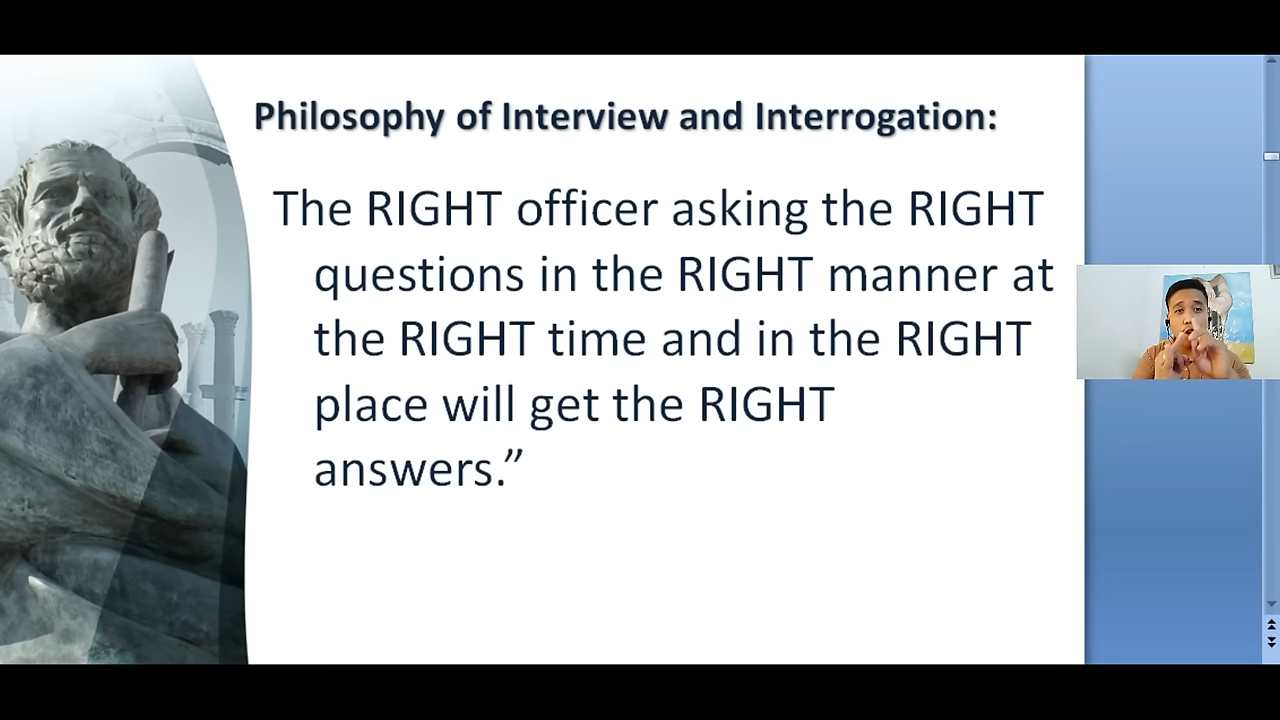 Philosophy of Interview and Interrogation:
The RIGHT officer asking the RIGHT
questions in the RIGHT manner at
the RIGHT time and in the RIGHT
place will get the RIGHT
answers.”